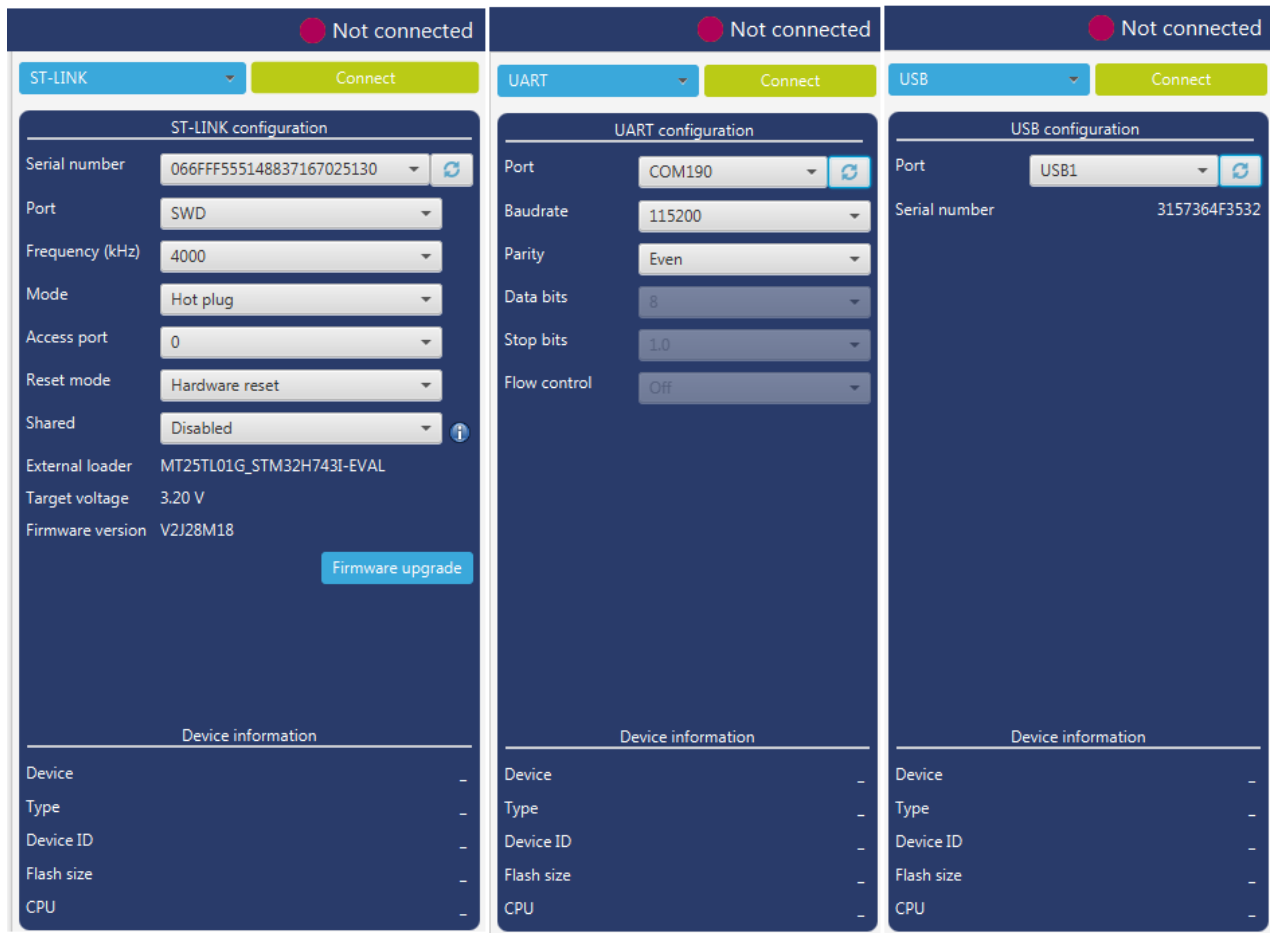 Not connected
ST-LINK Connect
ST-LINK configuration
Serial number 066FFF555148837167025130
Port SWD
Frequency (kHz) 4000
Mode Hot plug
Access port 0
Reset mode Hardware reset
Shared Disabled
External loader MT25TL01G_STM32H743I-EVAL
Target voltage 3.20 V
Firmware version V2J28M18
Firmware upgrade
Device information
Device _
Type _
Device ID _
Flash size _
CPU _
Not connected
UART Connect
UART configuration
Port COM190
Baudrate 115200
Parity Even
Data bits 8
Stop bits 1.0
Flow control Off
Device information
Device _
Type _
Device ID _
Flash size _
CPU _
Not connected
USB Connect
USB configuration
Port USB1
Serial number 3157364F3532
Device information
Device _
Type _
Device ID _
Flash size _
CPU _